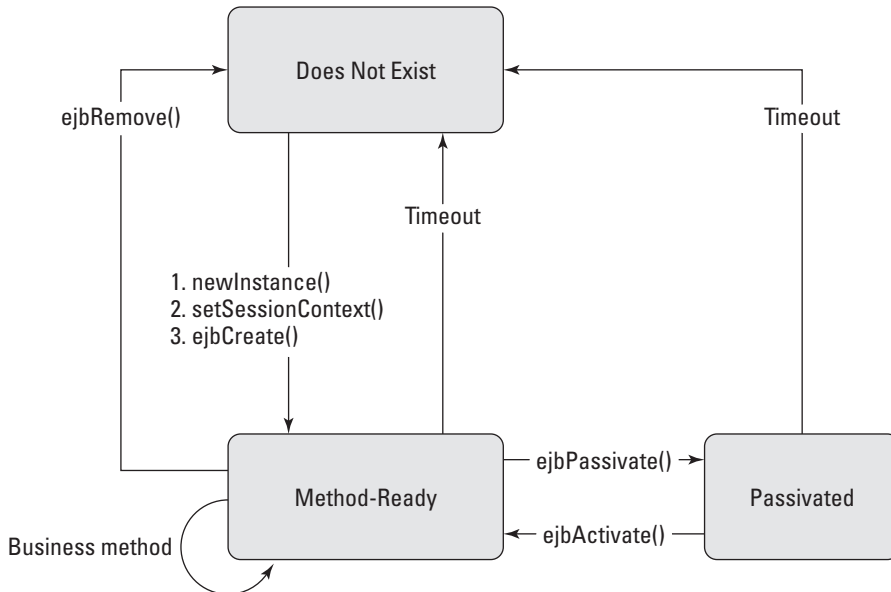 Does Not Exist
ejbRemove()
Timeout
Timeout
1. newInstance()
2. setSessionContext()
3. ejbCreate()
ejbPassivate()
Method-Ready
Passivated
ejbActivate()
Business method